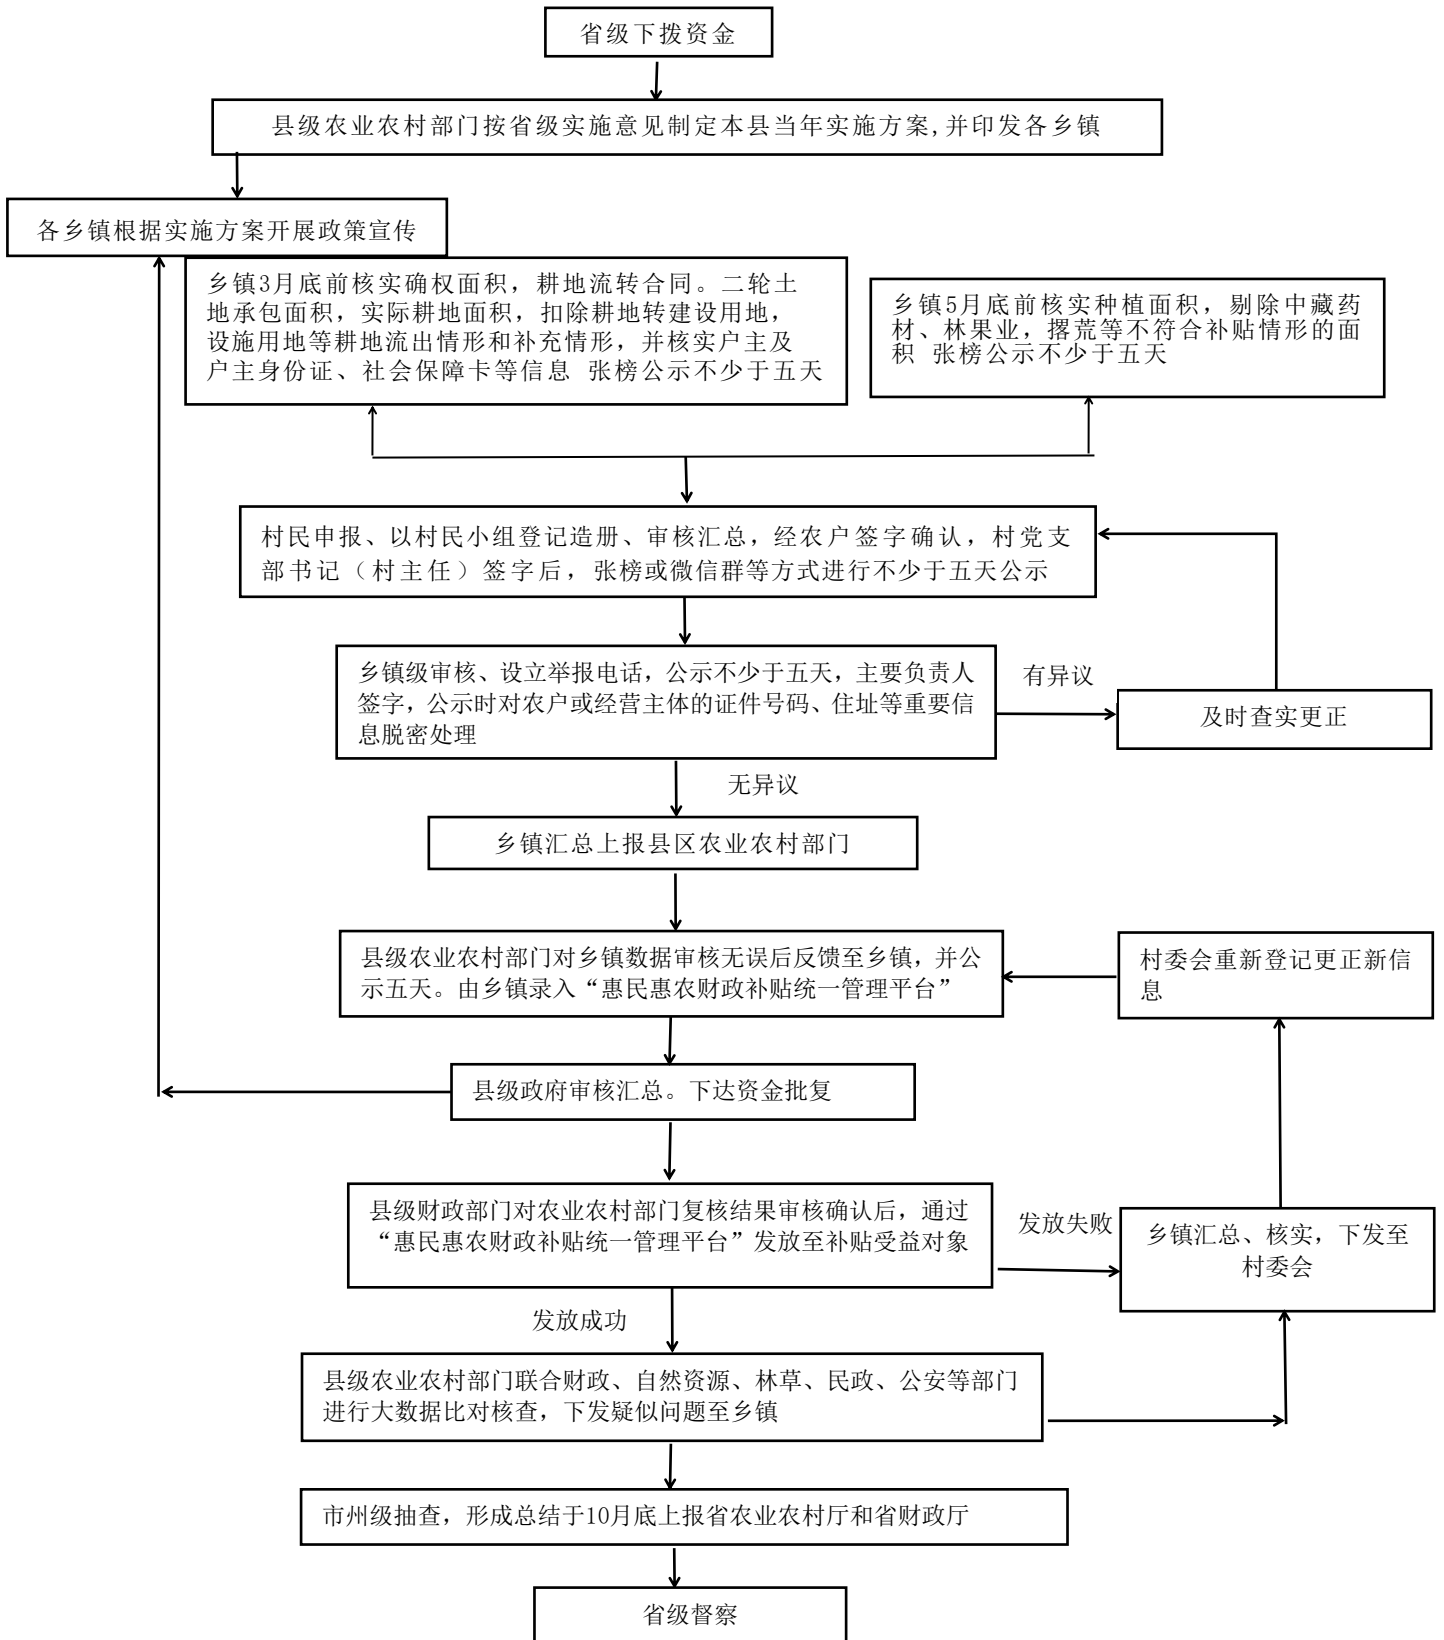 省级下拨资金
县级农业农村部门按省级实施意见制定本县当年实施方案,并印发各乡镇
各乡镇根据实施方案开展政策宣传
乡镇3月底前核实确权面积，耕地流转合同。二轮土
地承包面积，实际耕地面积，扣除耕地转建设用地，
设施用地等耕地流出情形和补充情形，并核实户主及
户主身份证、社会保障卡等信息 张榜公示不少于五天
乡镇5月底前核实种植面积，剔除中藏药
材、林果业，撂荒等不符合补贴情形的面
积 张榜公示不少于五天
村民申报、以村民小组登记造册、审核汇总，经农户签字确认，村党支
部书记（村主任）签字后，张榜或微信群等方式进行不少于五天公示
乡镇级审核、设立举报电话，公示不少于五天，主要负责人
签字，公示时对农户或经营主体的证件号码、住址等重要信
息脱密处理
有异议
及时查实更正
无异议
乡镇汇总上报县区农业农村部门
县级农业农村部门对乡镇数据审核无误后反馈至乡镇，并公
示五天。由乡镇录入“惠民惠农财政补贴统一管理平台”
村委会重新登记更正新信
息
县级政府审核汇总。下达资金批复
县级财政部门对农业农村部门复核结果审核确认后，通过
“惠民惠农财政补贴统一管理平台”发放至补贴受益对象
发放失败
乡镇汇总、核实，下发至
村委会
发放成功
县级农业农村部门联合财政、自然资源、林草、民政、公安等部门
进行大数据比对核查，下发疑似问题至乡镇
市州级抽查，形成总结于10月底上报省农业农村厅和省财政厅
省级督察